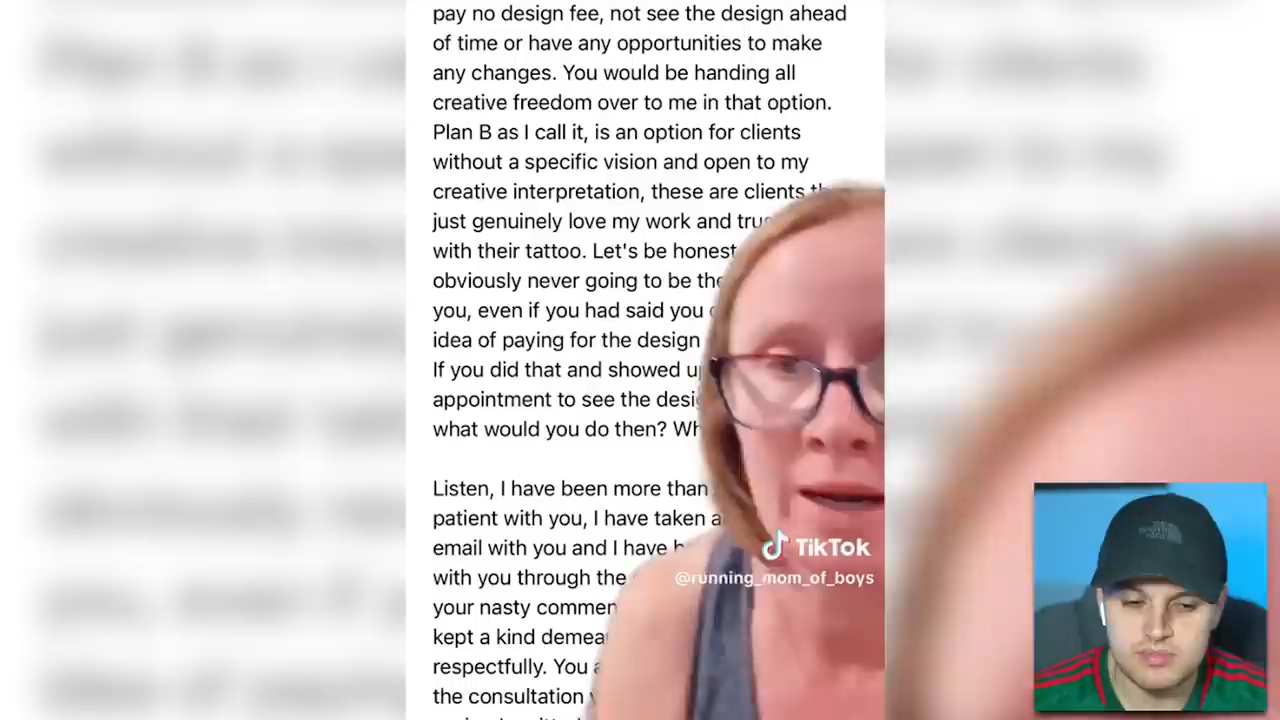 pay no design fee, not see the design ahead
of time or have any opportunities to make
any changes. You would be handing all
creative freedom over to me in that option.
Plan B as I call it, is an option for clients
without a specific vision and open to my
creative interpretation, these are clients
just genuinely love my work and
with their tattoo. Let's be honest
obviously never going to be
you, even if you had said you
idea of paying for the design
If you did that and showed
appointment to see the
what would you do then?
Listen, I have been more than
patient with you, I have taken
email with you and I have
with you through the
your nasty
kept a kind
respectfully. You
the consultation
TikTok
@running_mom_of_boys
THE NORTH FACE